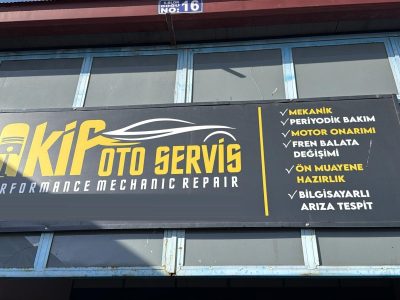 NO: 16
AKİF OTO SERVİS
PERFORMANCE MECHANIC REPAIR
✓MEKANİK
✓PERİYODİK BAKIM
✓MOTOR ONARIMI
✓FREN BALATA
DEĞİŞİMİ
✓ÖN MUAYENE
HAZIRLIK
✓BİLGİSAYARLI
ARIZA TESPİT